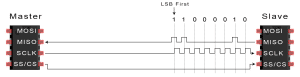 LSB First
Master Slave
1 1 0 0 0 0 1 0
MOSI MOSI
MISO MISO
SCLK SCLK
SS/CS SS/CS